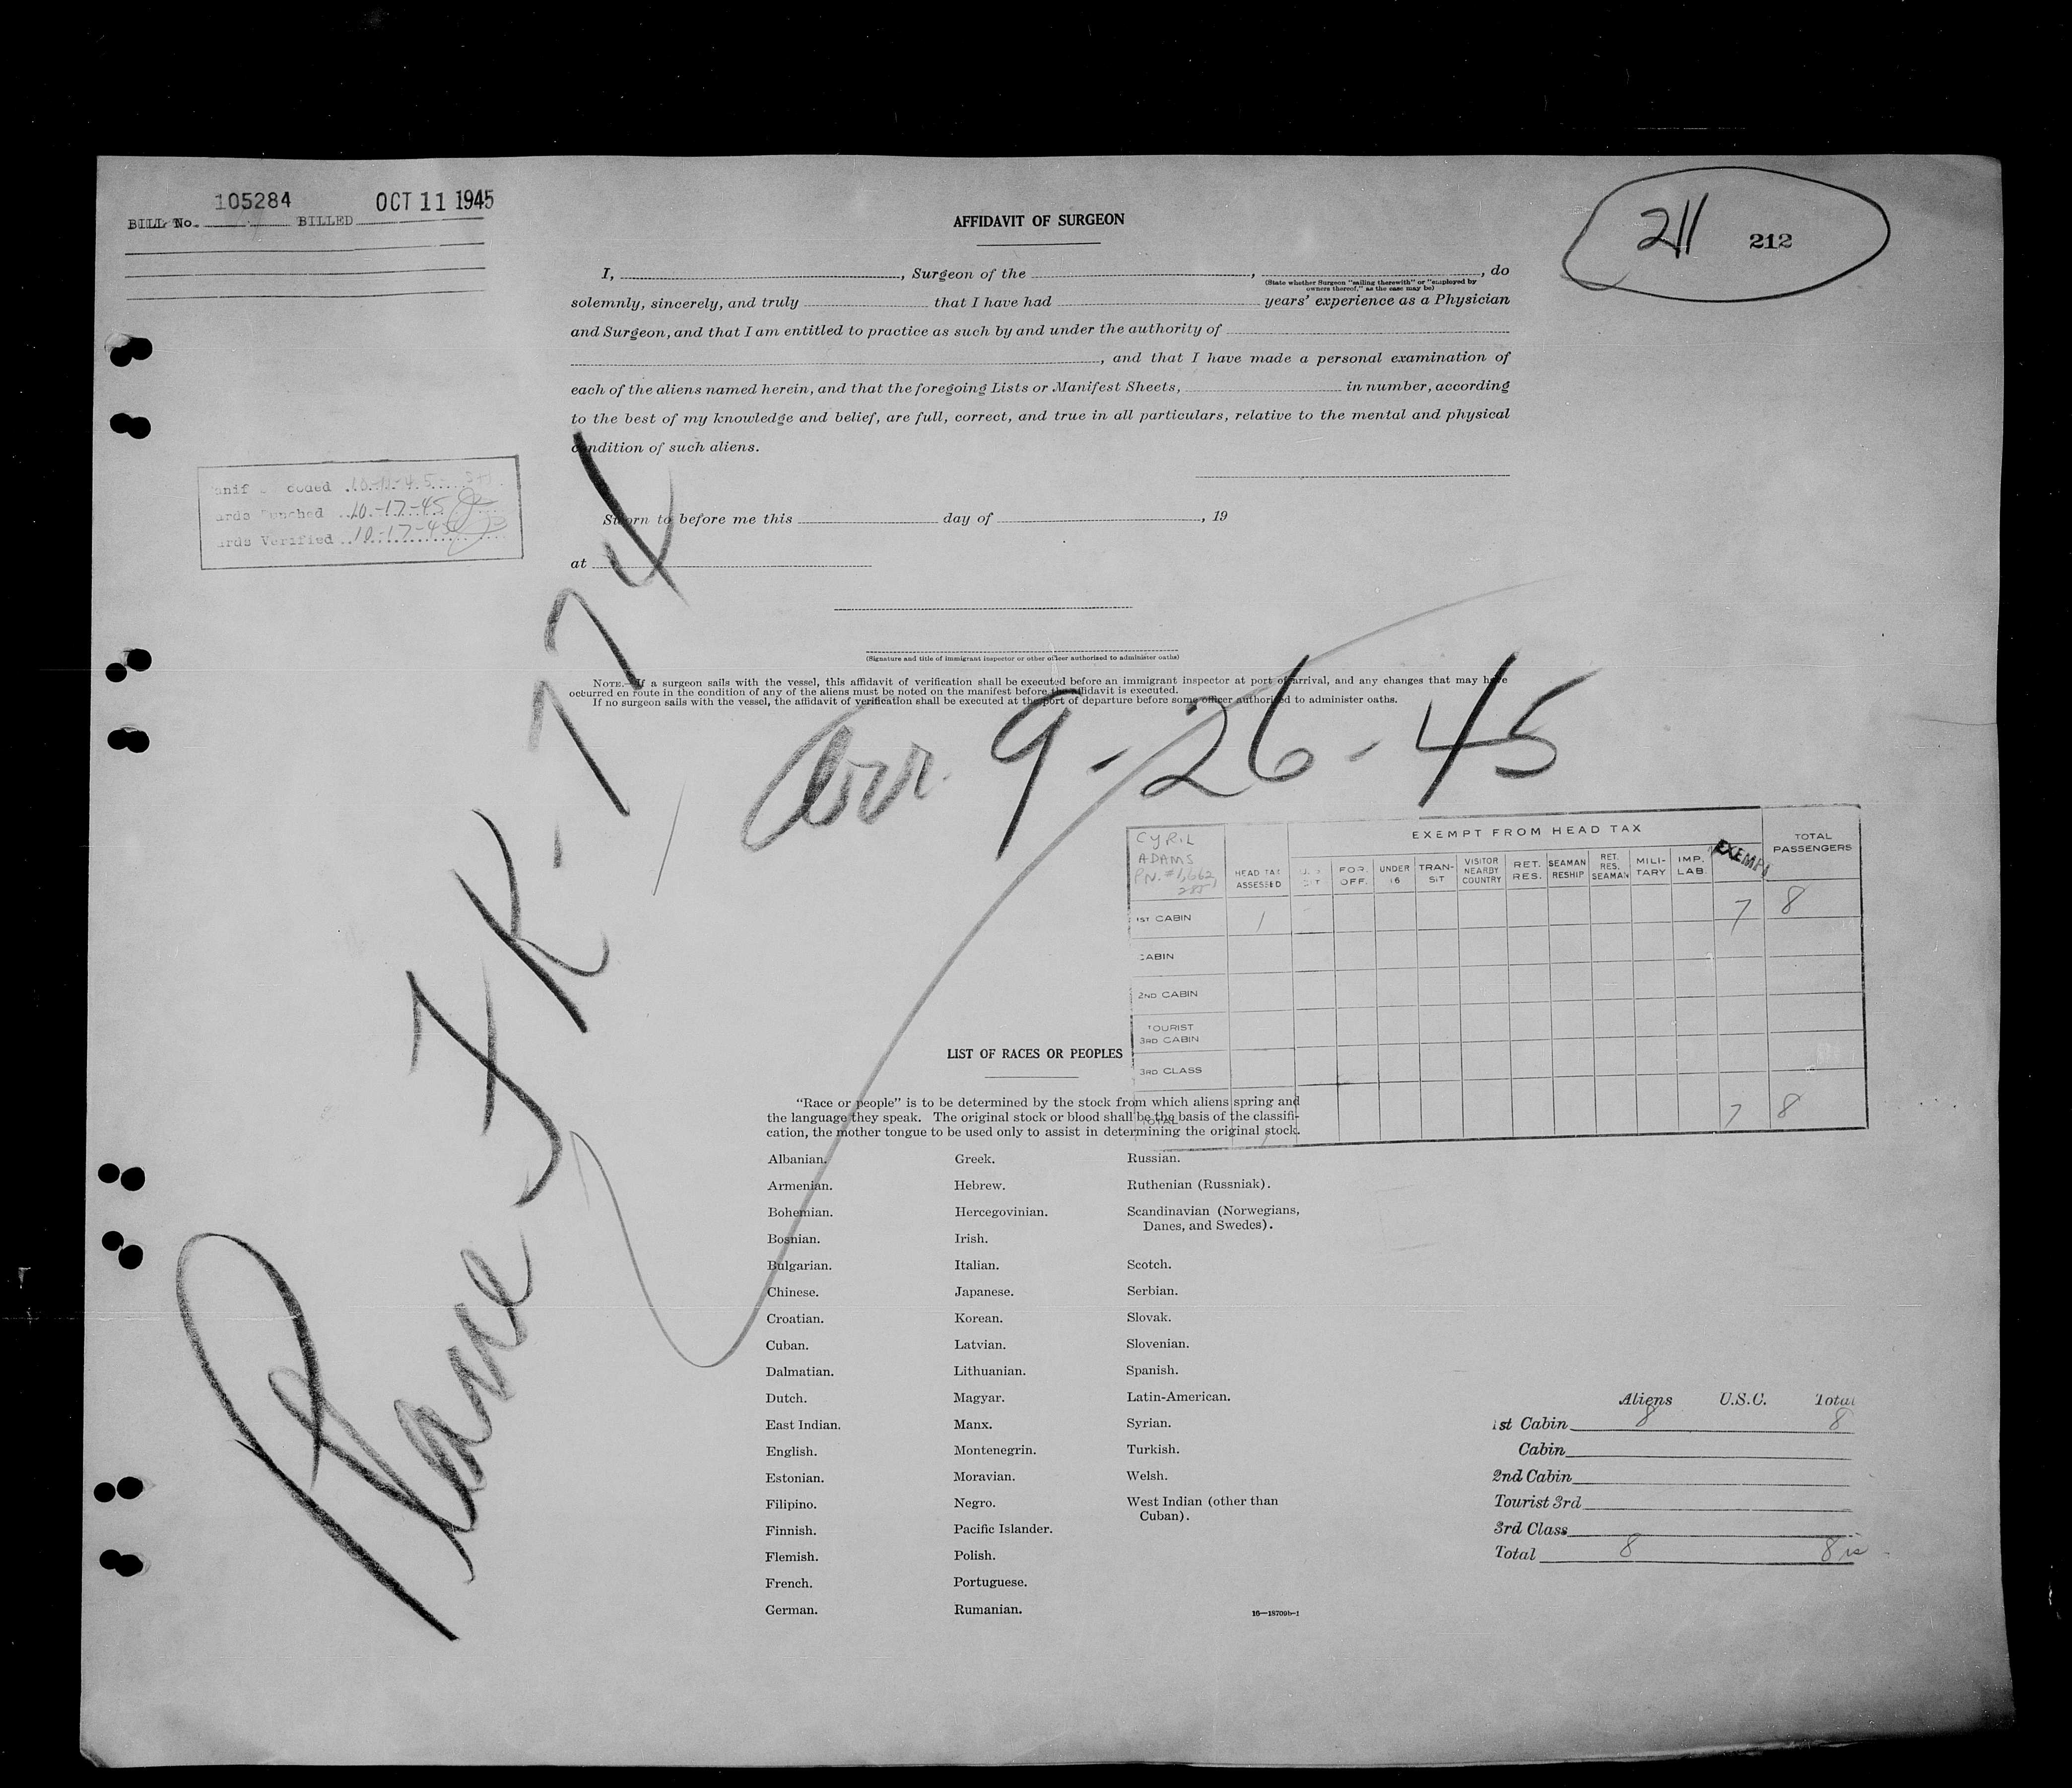 105284 OCT 11 1945
BILL No. BILLED
AFFIDAVIT OF SURGEON
211 212
I, , Surgeon of the , , do
(State whether Surgeon "sailing therewith" or "employed by
owners thereof," as the case may be)
solemnly, sincerely, and truly that I have had years' experience as a Physician
and Surgeon, and that I am entitled to practice as such by and under the authority of
, and that I have made a personal examination of
each of the aliens named herein, and that the foregoing Lists or Manifest Sheets, in number, according
to the best of my knowledge and belief, are full, correct, and true in all particulars, relative to the mental and physical
condition of such aliens.
anif coded
ards Punched 10-17-45
ards Verified 10-17-45
Sworn to before me this day of , 19
at
(Signature and title of immigrant inspector or other officer authorized to administer oaths)
NOTE.—If a surgeon sails with the vessel, this affidavit of verification shall be executed before an immigrant inspector at port of arrival, and any changes that may have
occurred en route in the condition of any of the aliens must be noted on the manifest before the affidavit is executed.
If no surgeon sails with the vessel, the affidavit of verification shall be executed at the port of departure before some officer authorized to administer oaths.
Arr. 9-26-45
Plane JK-774
CYRIL
ADAMS
PN. #1,662
285
HEAD TAX
ASSESSED
EXEMPT FROM HEAD TAX
FOR.
OFF.
UNDER
16
TRAN-
SIT
VISITOR
NEARBY
COUNTRY
RET.
RES.
SEAMAN
RESHIP
RET.
RES.
SEAMAN
MILI-
TARY
IMP.
LAB.
EXEMPT
TOTAL
PASSENGERS
1ST CABIN 1 7 8
CABIN
2ND CABIN
TOURIST
3RD CABIN
3RD CLASS
TOTAL 1 7 8
LIST OF RACES OR PEOPLES
"Race or people" is to be determined by the stock from which aliens spring and
the language they speak. The original stock or blood shall be the basis of the classifi-
cation, the mother tongue to be used only to assist in determining the original stock.
Albanian. Greek. Russian.
Armenian. Hebrew. Ruthenian (Russniak).
Bohemian. Hercegovinian. Scandinavian (Norwegians,
Danes, and Swedes).
Bosnian. Irish.
Bulgarian. Italian. Scotch.
Chinese. Japanese. Serbian.
Croatian. Korean. Slovak.
Cuban. Latvian. Slovenian.
Dalmatian. Lithuanian. Spanish.
Dutch. Magyar. Latin-American.
East Indian. Manx. Syrian.
English. Montenegrin. Turkish.
Estonian. Moravian. Welsh.
Filipino. Negro. West Indian (other than
Cuban).
Finnish. Pacific Islander.
Flemish. Polish.
French. Portuguese.
German. Rumanian.
16—18709b-1
Aliens U.S.C. Total
1st Cabin 8 8
Cabin
2nd Cabin
Tourist 3rd
3rd Class
Total 8 8